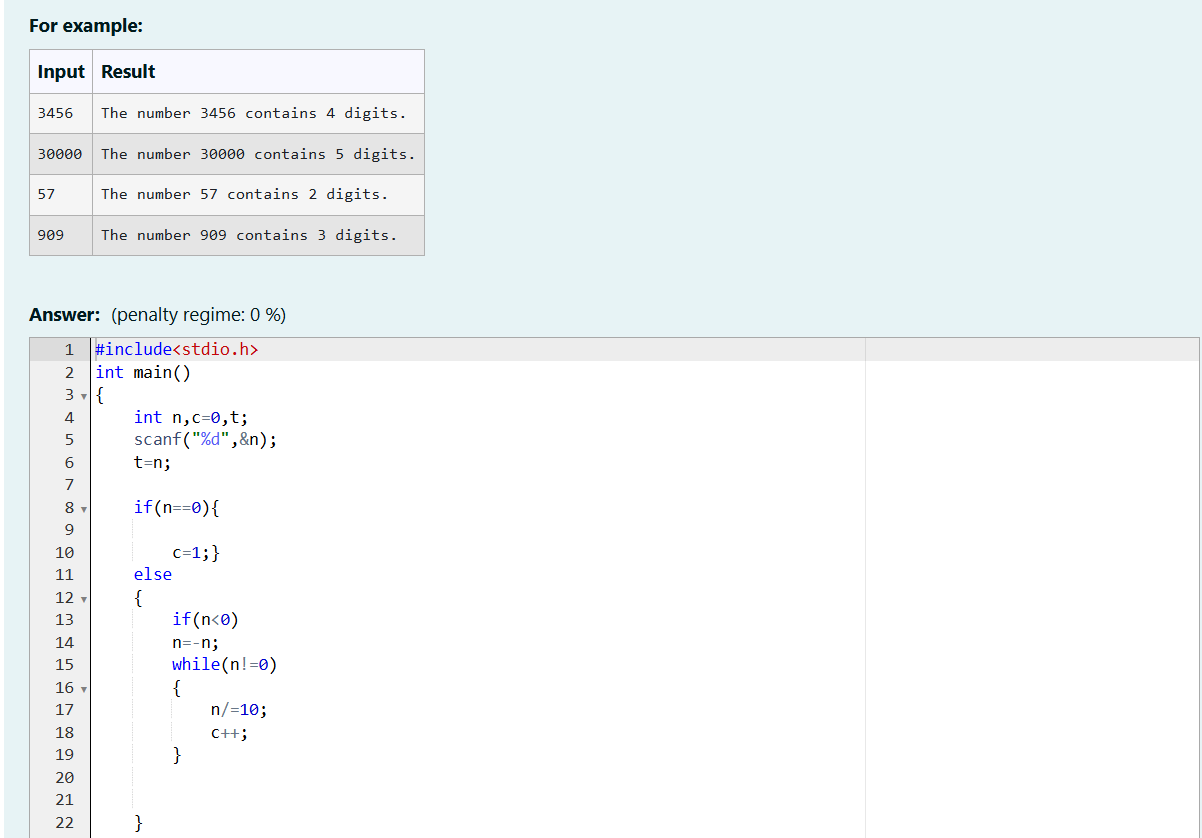 For example:
Input Result
3456 The number 3456 contains 4 digits.
30000 The number 30000 contains 5 digits.
57 The number 57 contains 2 digits.
909 The number 909 contains 3 digits.
Answer: (penalty regime: 0 %)
1 #include<stdio.h>
2 int main()
3 {
4 int n,c=0,t;
5 scanf("%d",&n);
6 t=n;
7
8 if(n==0){
9
10 c=1;}
11 else
12 {
13 if(n<0)
14 n=-n;
15 while(n!=0)
16 {
17 n/=10;
18 c++;
19 }
20
21
22 }